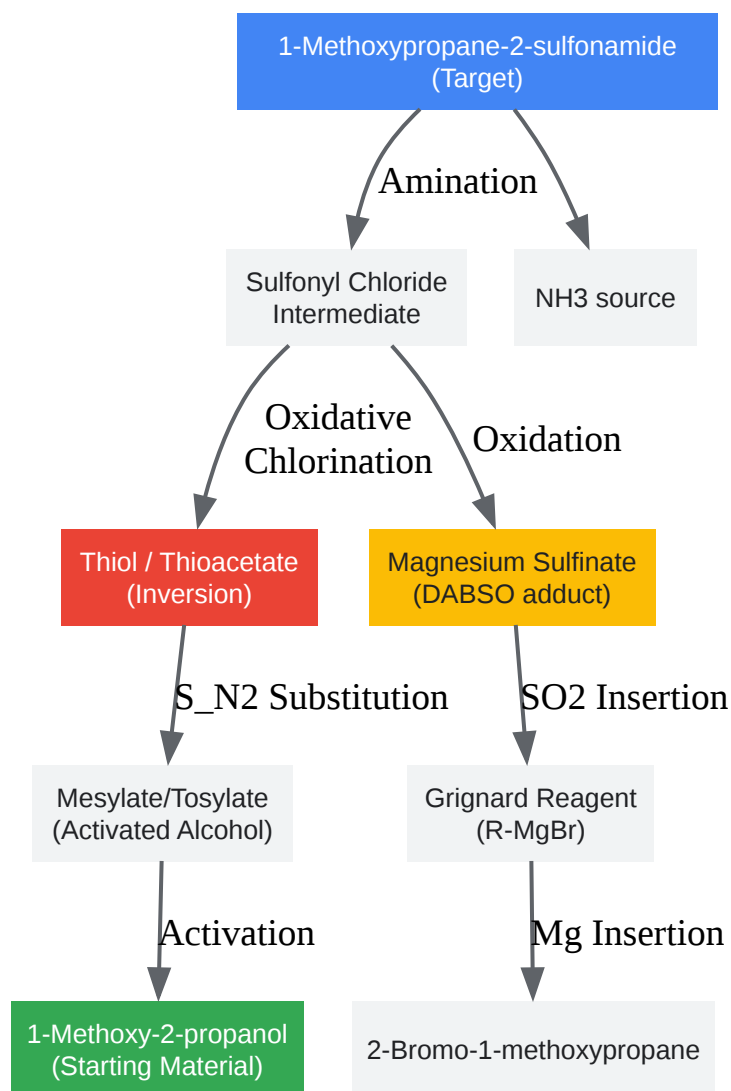 1-Methoxypropane-2-sulfonamide
(Target)
Amination
Sulfonyl Chloride
Intermediate
NH3 source
Oxidative
Chlorination
Oxidation
Thiol / Thioacetate
(Inversion)
Magnesium Sulfinate
(DABSO adduct)
S_N2 Substitution
SO2 Insertion
Mesylate/Tosylate
(Activated Alcohol)
Grignard Reagent
(R-MgBr)
Activation
Mg Insertion
1-Methoxy-2-propanol
(Starting Material)
2-Bromo-1-methoxypropane